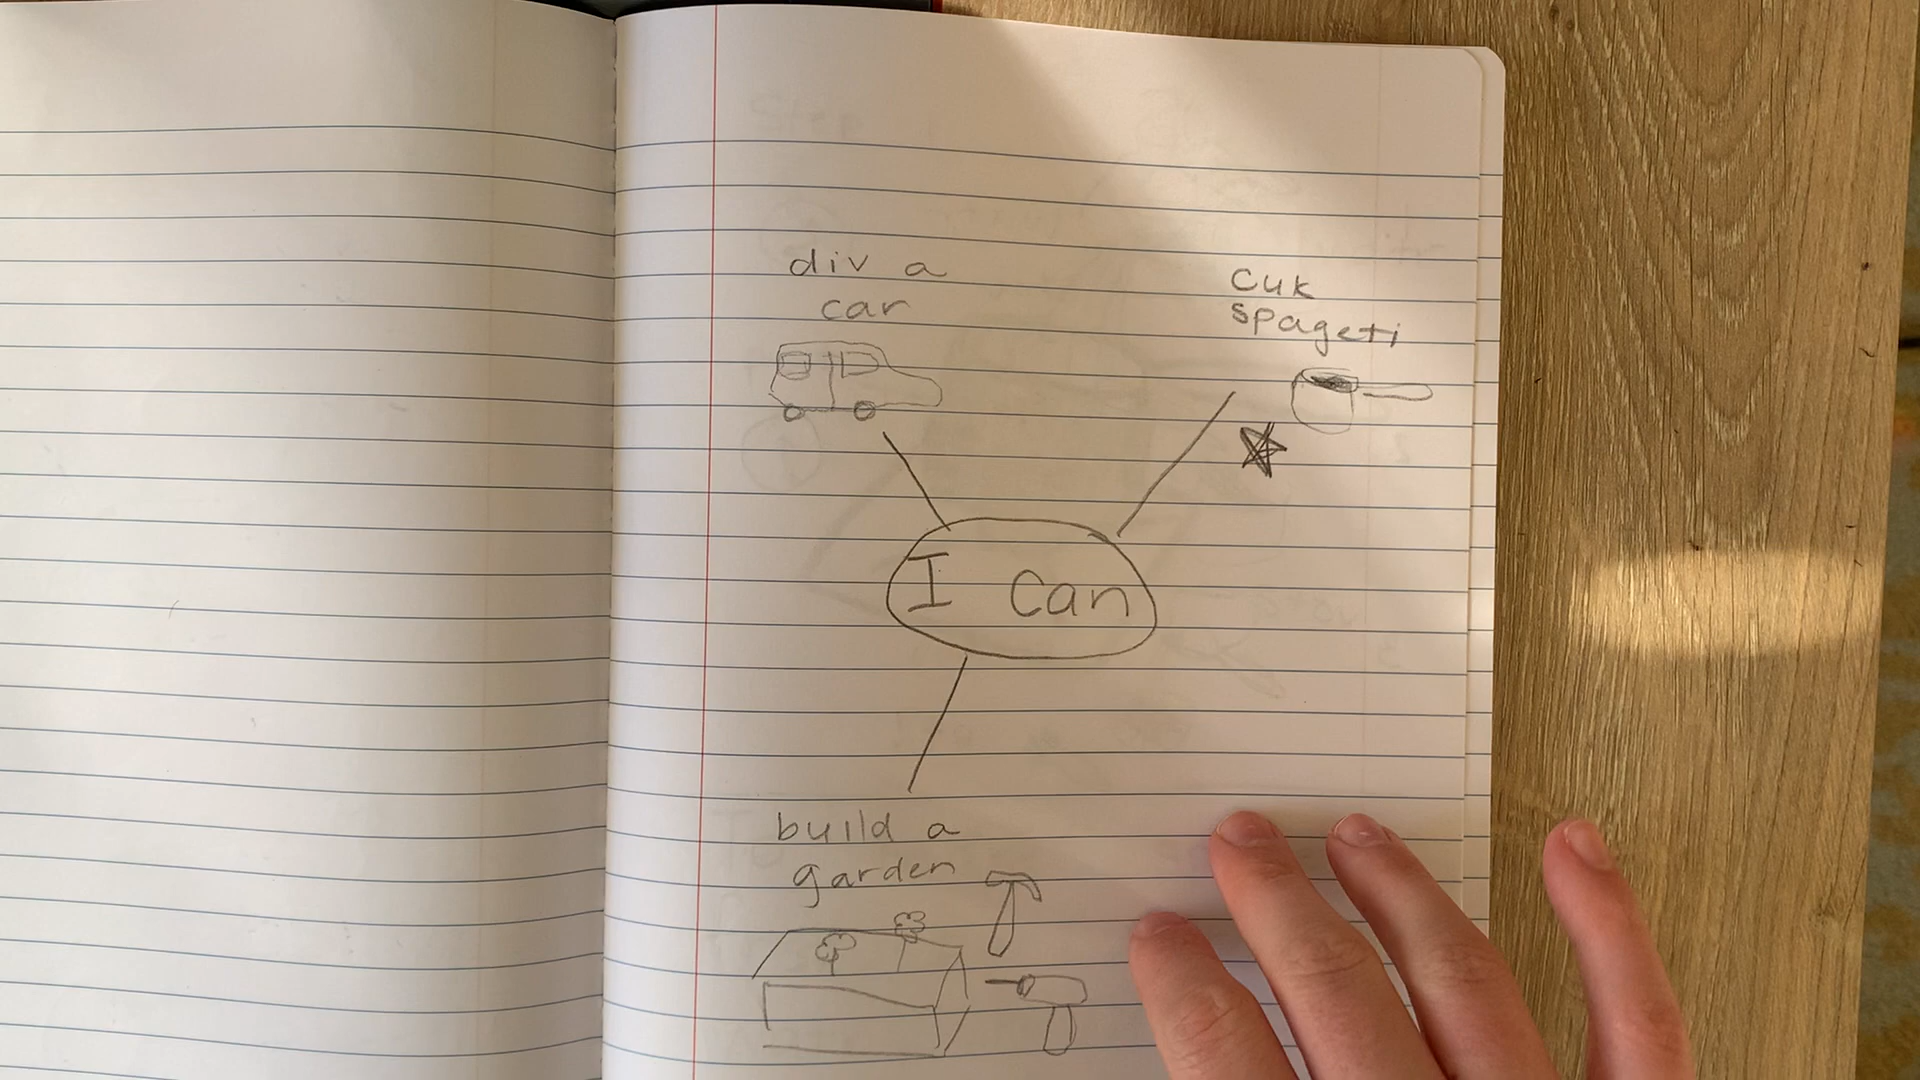 div a
car
Cuk
spageti
I Can
build a
garden